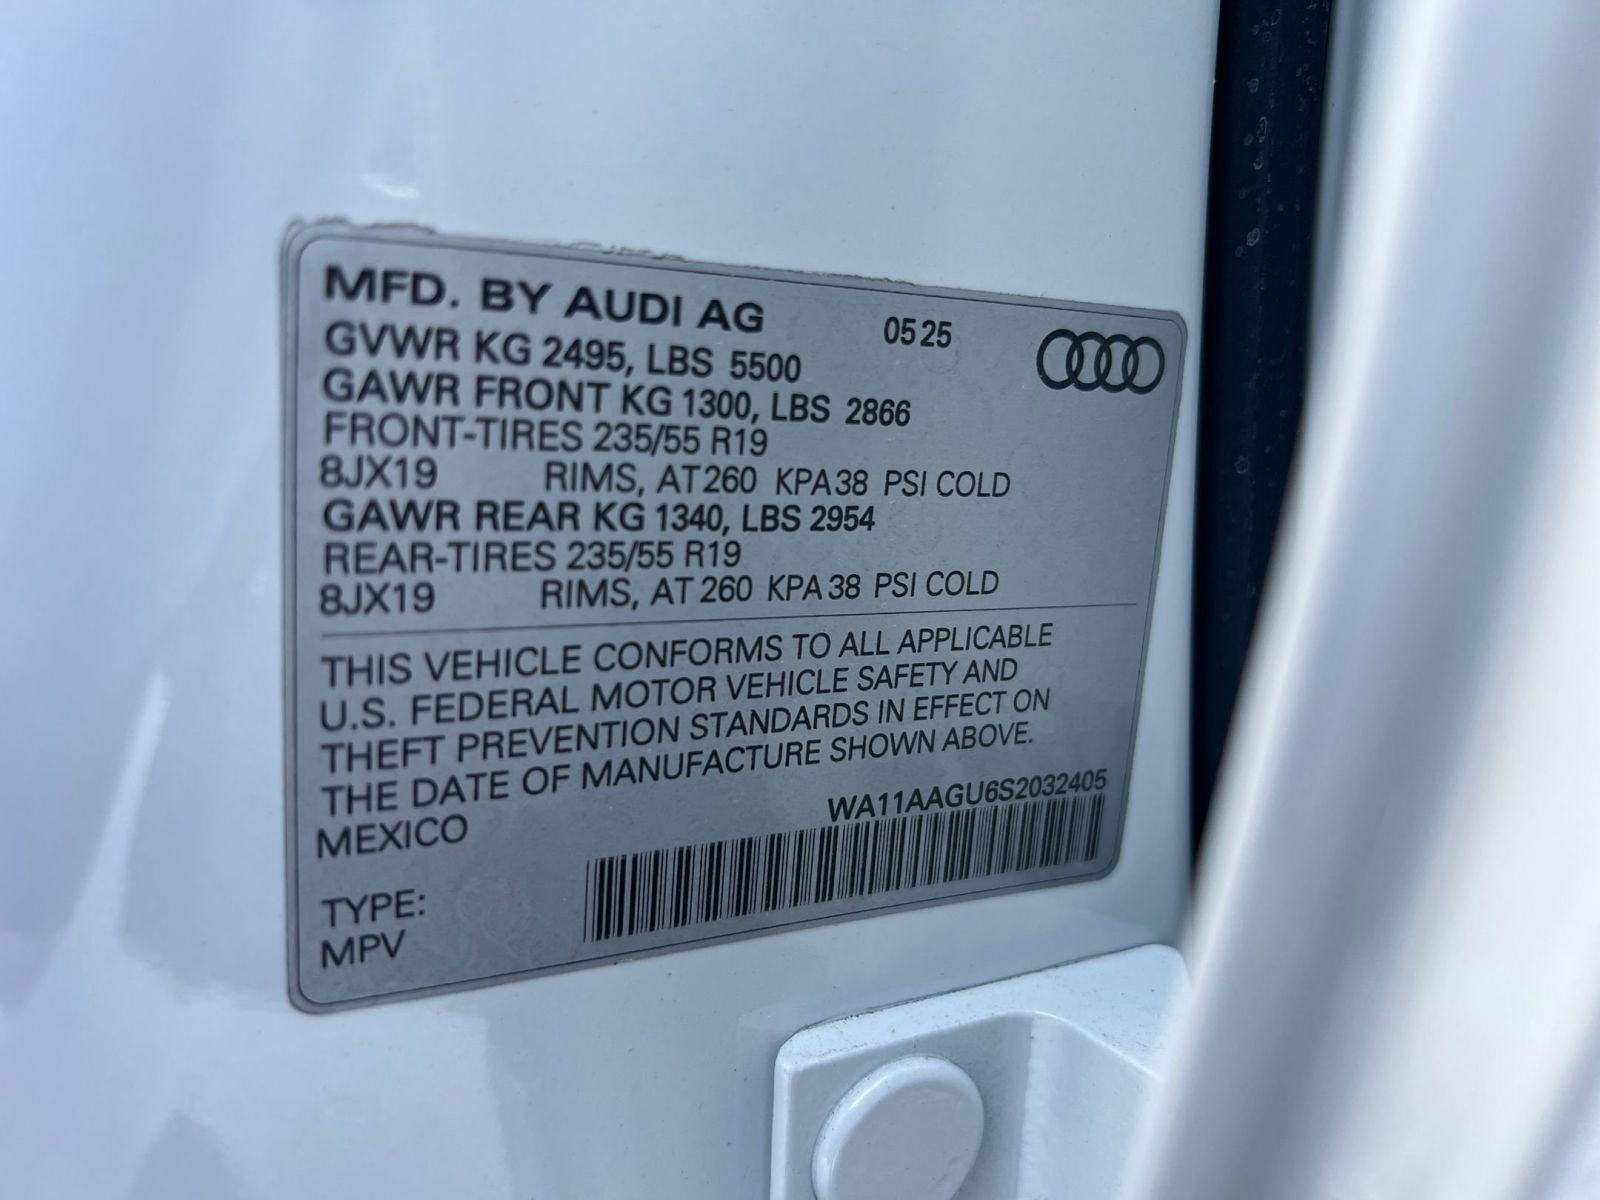 MFD. BY AUDI AG 05 25
GVWR KG 2495, LBS 5500
GAWR FRONT KG 1300, LBS 2866
FRONT-TIRES 235/55 R19
8JX19 RIMS, AT 260 KPA 38 PSI COLD
GAWR REAR KG 1340, LBS 2954
REAR-TIRES 235/55 R19
8JX19 RIMS, AT 260 KPA 38 PSI COLD
THIS VEHICLE CONFORMS TO ALL APPLICABLE
U.S. FEDERAL MOTOR VEHICLE SAFETY AND
THEFT PREVENTION STANDARDS IN EFFECT ON
THE DATE OF MANUFACTURE SHOWN ABOVE.
MEXICO WA11AAGU6S2032405
TYPE:
MPV